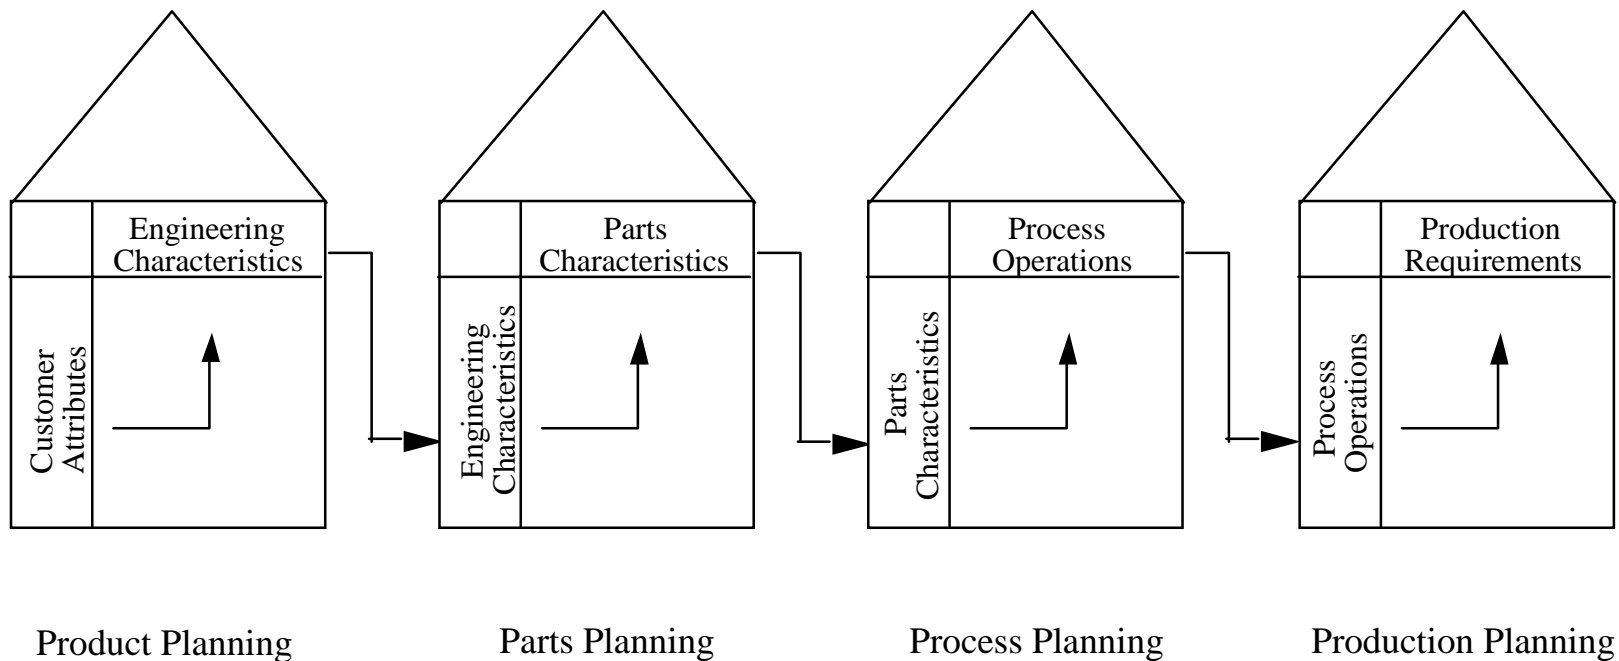 Engineering
Characteristics
Customer
Attributes
Parts
Characteristics
Engineering
Characteristics
Process
Operations
Parts
Characteristics
Production
Requirements
Process
Operations
Product Planning
Parts Planning
Process Planning
Production Planning